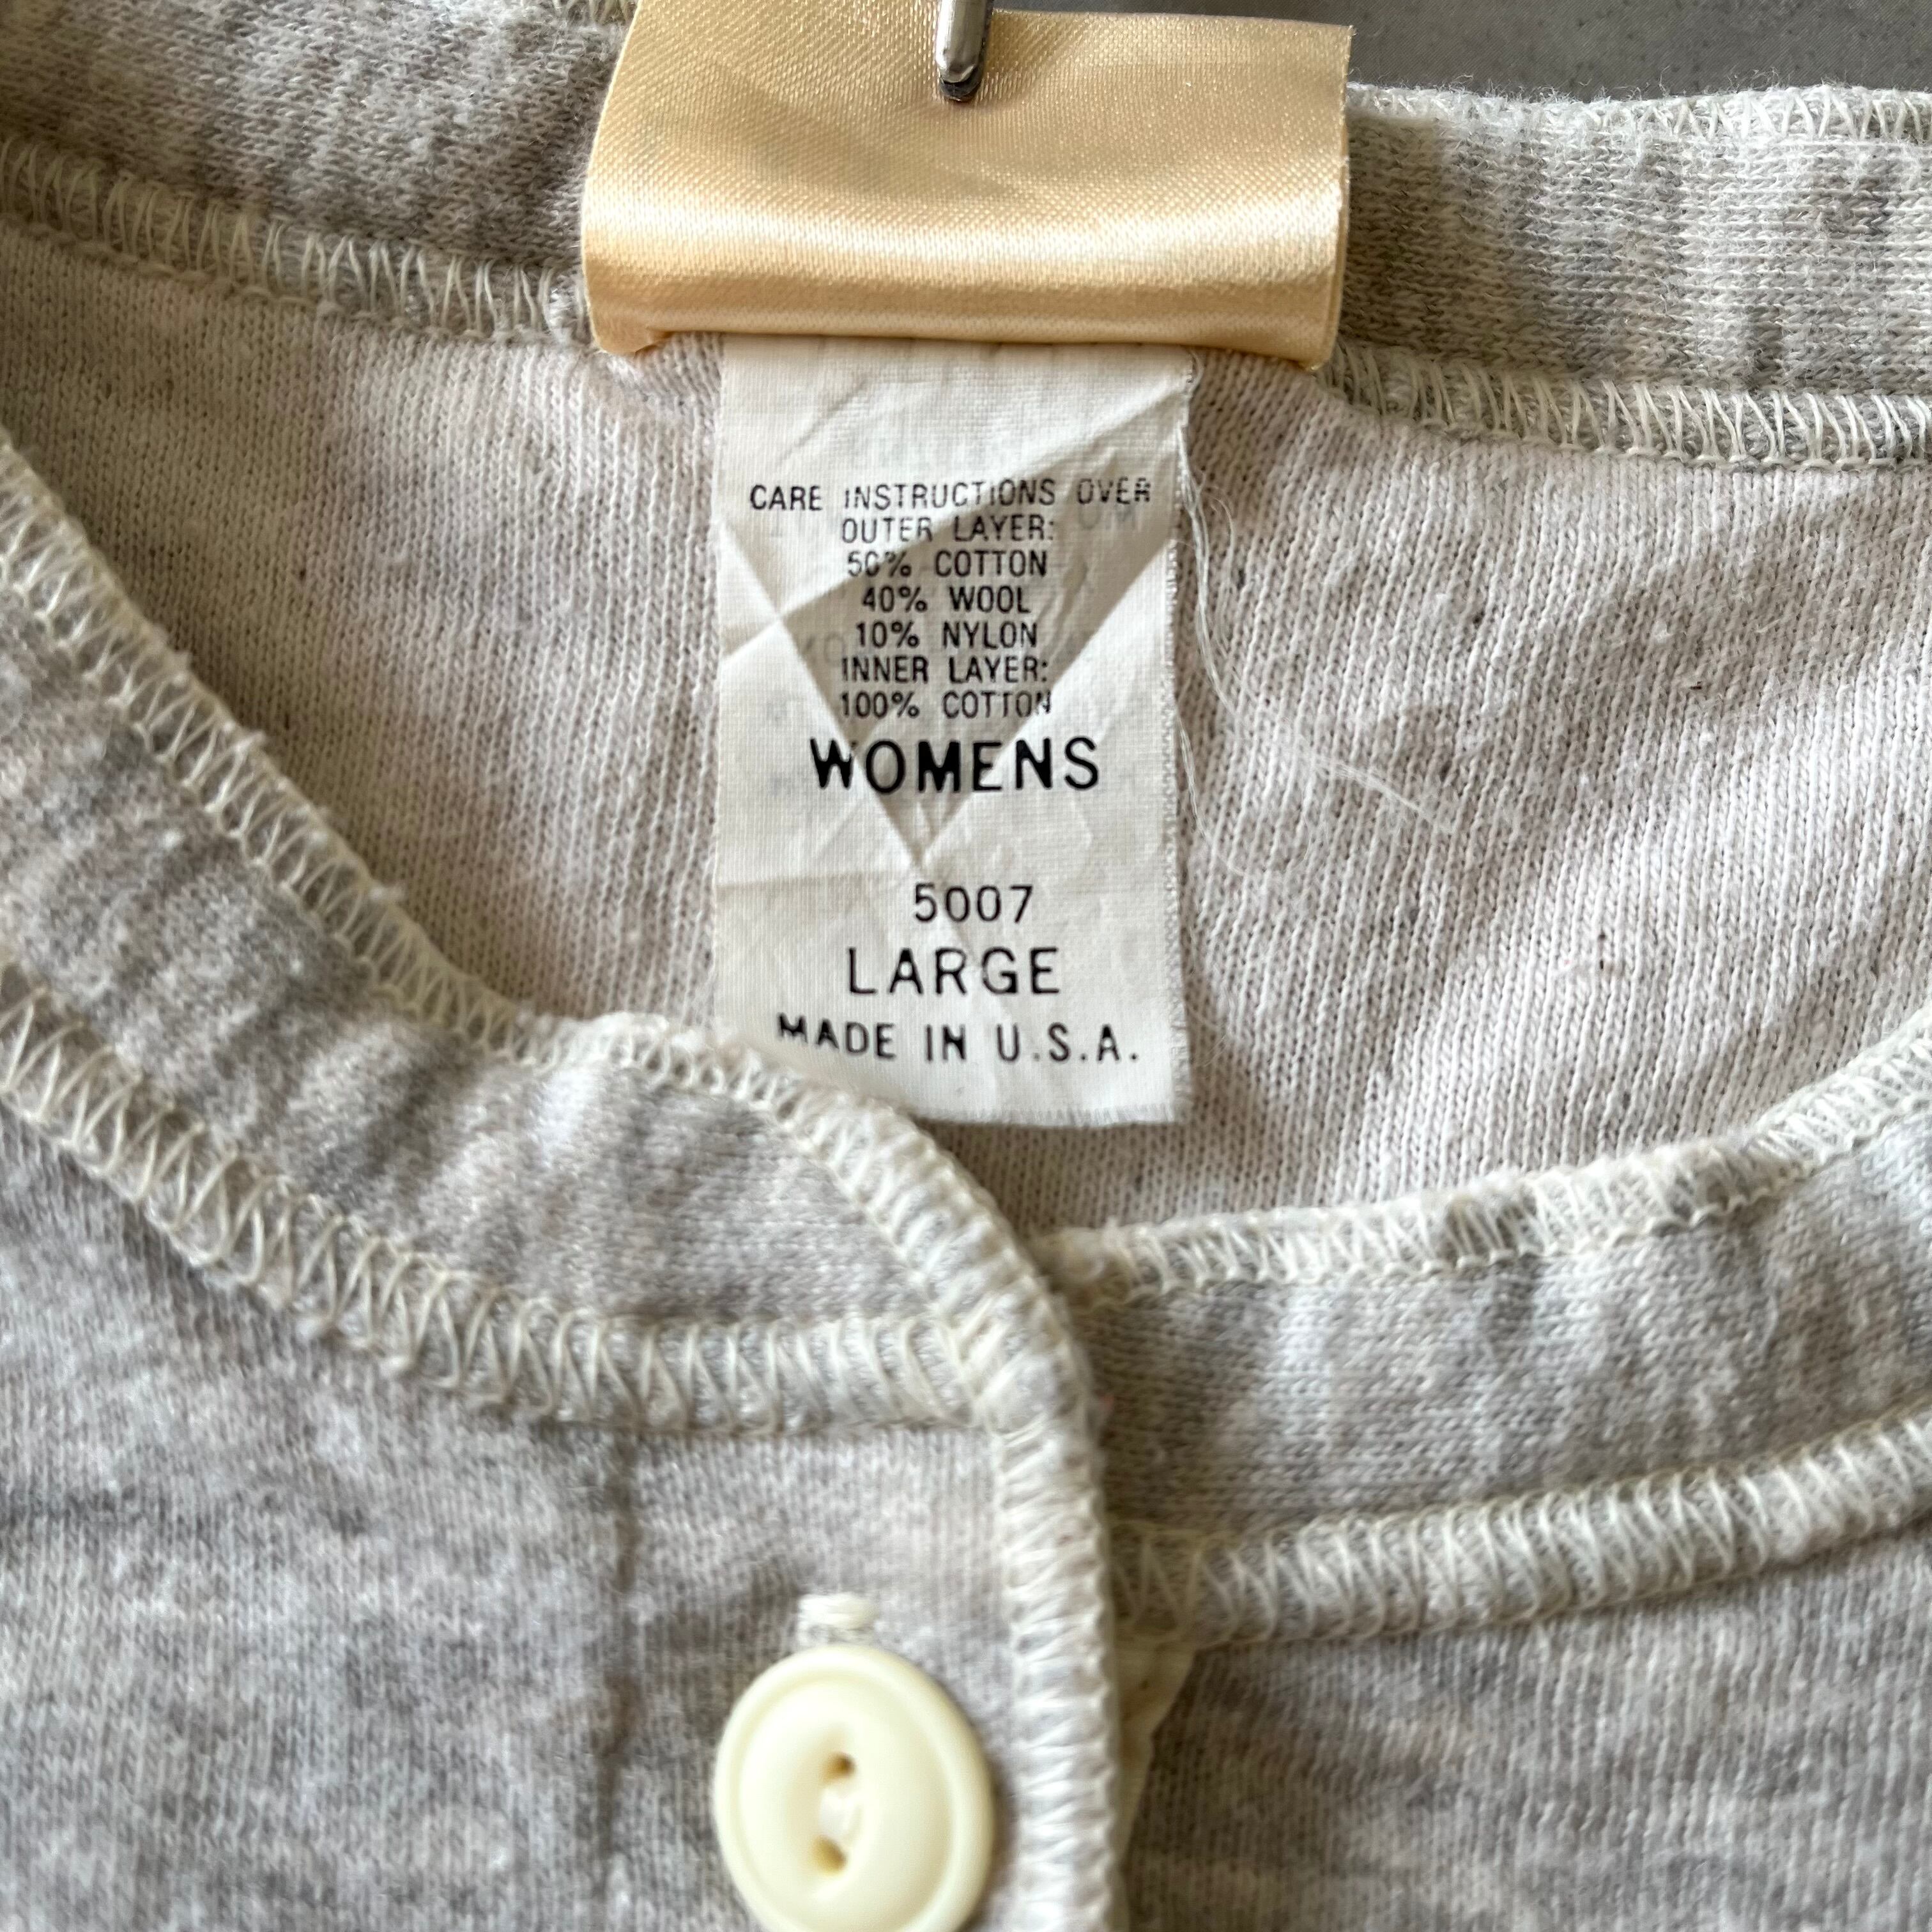 CARE INSTRUCTIONS OVER
OUTER LAYER:
50% COTTON
40% WOOL
10% NYLON
INNER LAYER:
100% COTTON
WOMENS
5007
LARGE
MADE IN U.S.A.